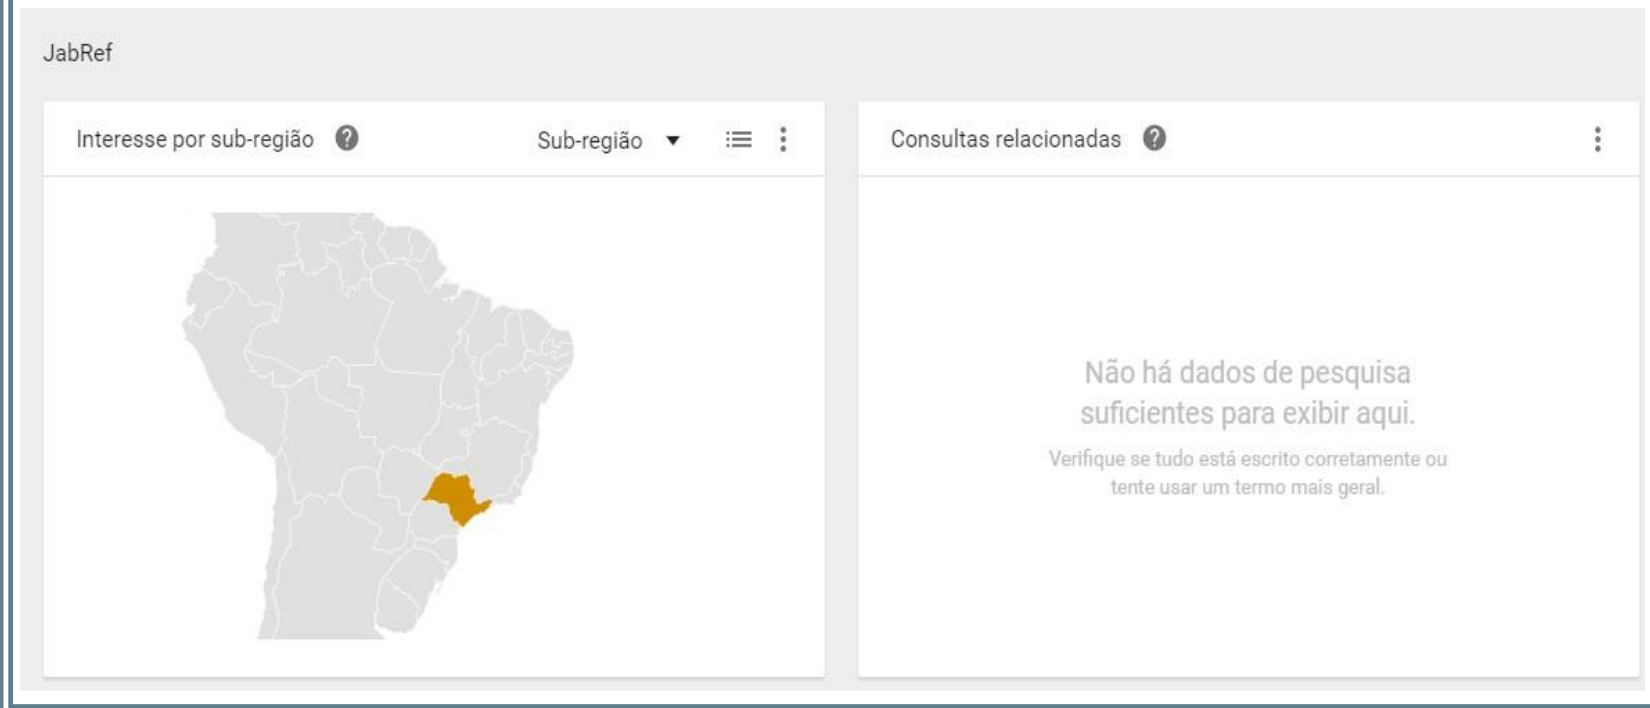 JabRef
Interesse por sub-região
Sub-região
Consultas relacionadas
Não há dados de pesquisa
suficientes para exibir aqui.
Verifique se tudo está escrito corretamente ou
tente usar um termo mais geral.